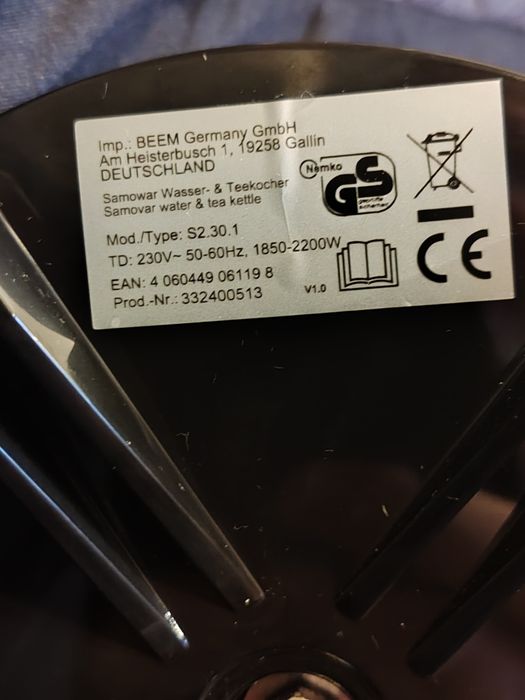 Imp.: BEEM Germany GmbH
Am Heisterbusch 1, 19258 Gallin
DEUTSCHLAND
Samowar Wasser- & Teekocher
Samovar water & tea kettle
Mod./Type: S2.30.1
TD: 230V~ 50-60Hz, 1850-2200W
EAN: 4 060449 06119 8
Prod.-Nr.: 332400513
V1.0
Nemko
GS
geprüfte
Sicherheit
CE